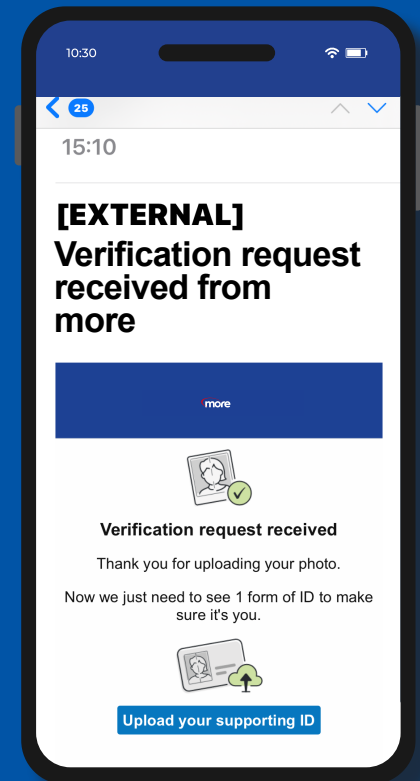 10:30
25
15:10
[EXTERNAL]
Verification request
received from
more
more
Verification request received
Thank you for uploading your photo.
Now we just need to see 1 form of ID to make
sure it's you.
Upload your supporting ID